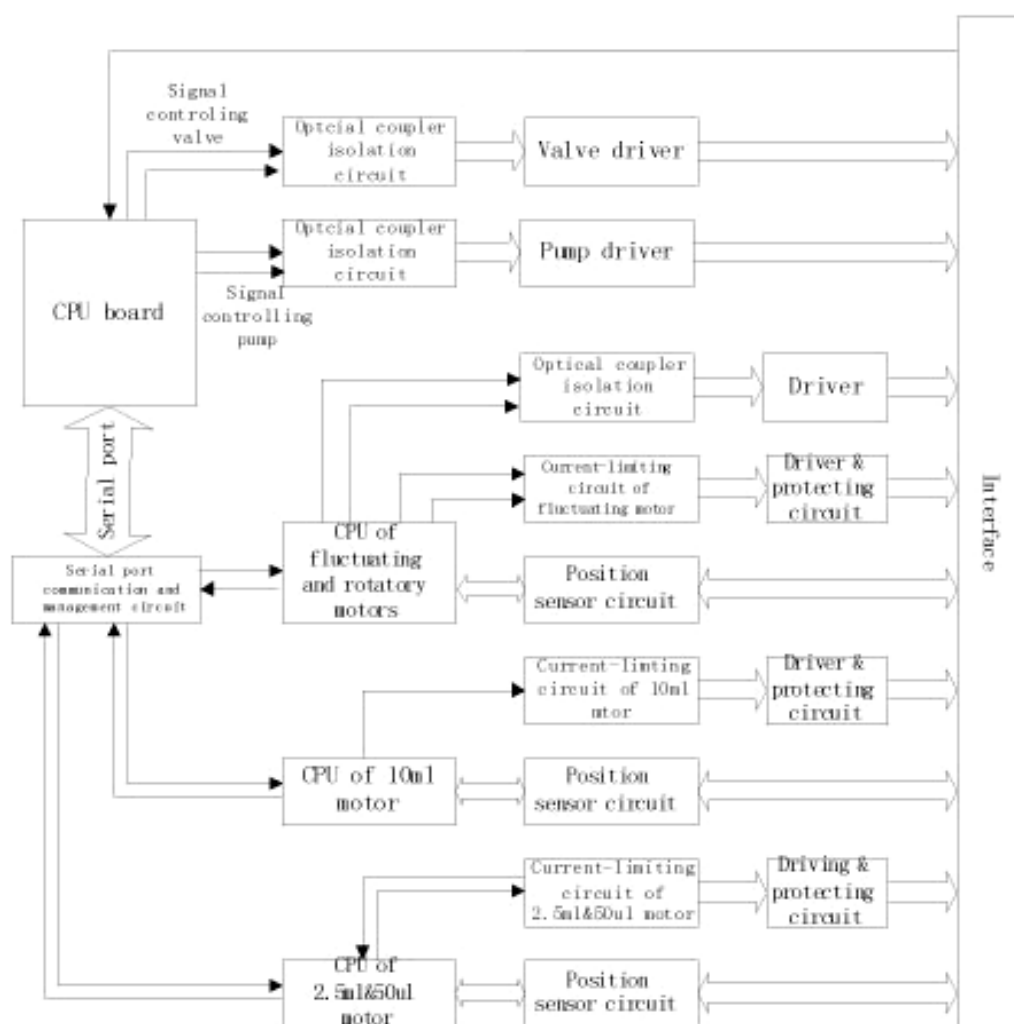 Signal
controling
valve
Optcial coupler
isolation
circuit
Valve driver
Optcial coupler
isolation
circuit
Pump driver
CPU board
Signal
controlling
pump
Optical coupler
isolation
circuit
Driver
Serial port
Current-limiting
circuit of
fluctuating motor
Driver &
protecting
circuit
Interface
CPU of
fluctuating
and rotatory
motors
Serial port
communication and
management circuit
Position
sensor circuit
Current-limting
circuit of 10ml
mtor
Driver &
protecting
circuit
CPU of 10ml
motor
Position
sensor circuit
Current-limiting
circuit of
2.5ml&50ul motor
Driving &
protecting
circuit
CPU of
2.5ml&50ul
motor
Position
sensor circuit